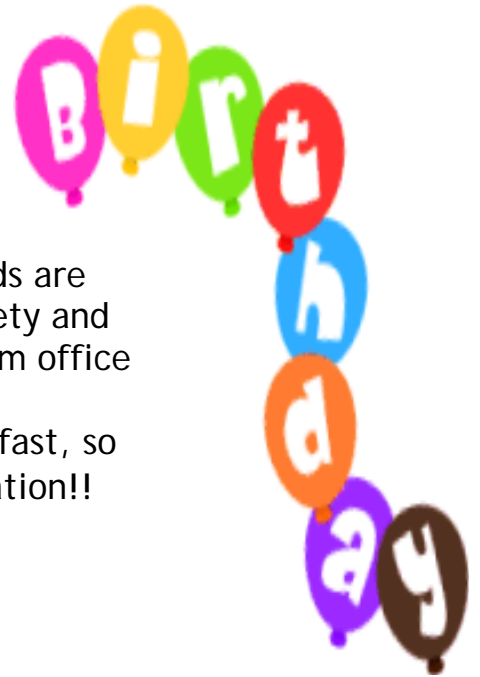 Birthday
ds are
ety and
m office
fast, so
ation!!